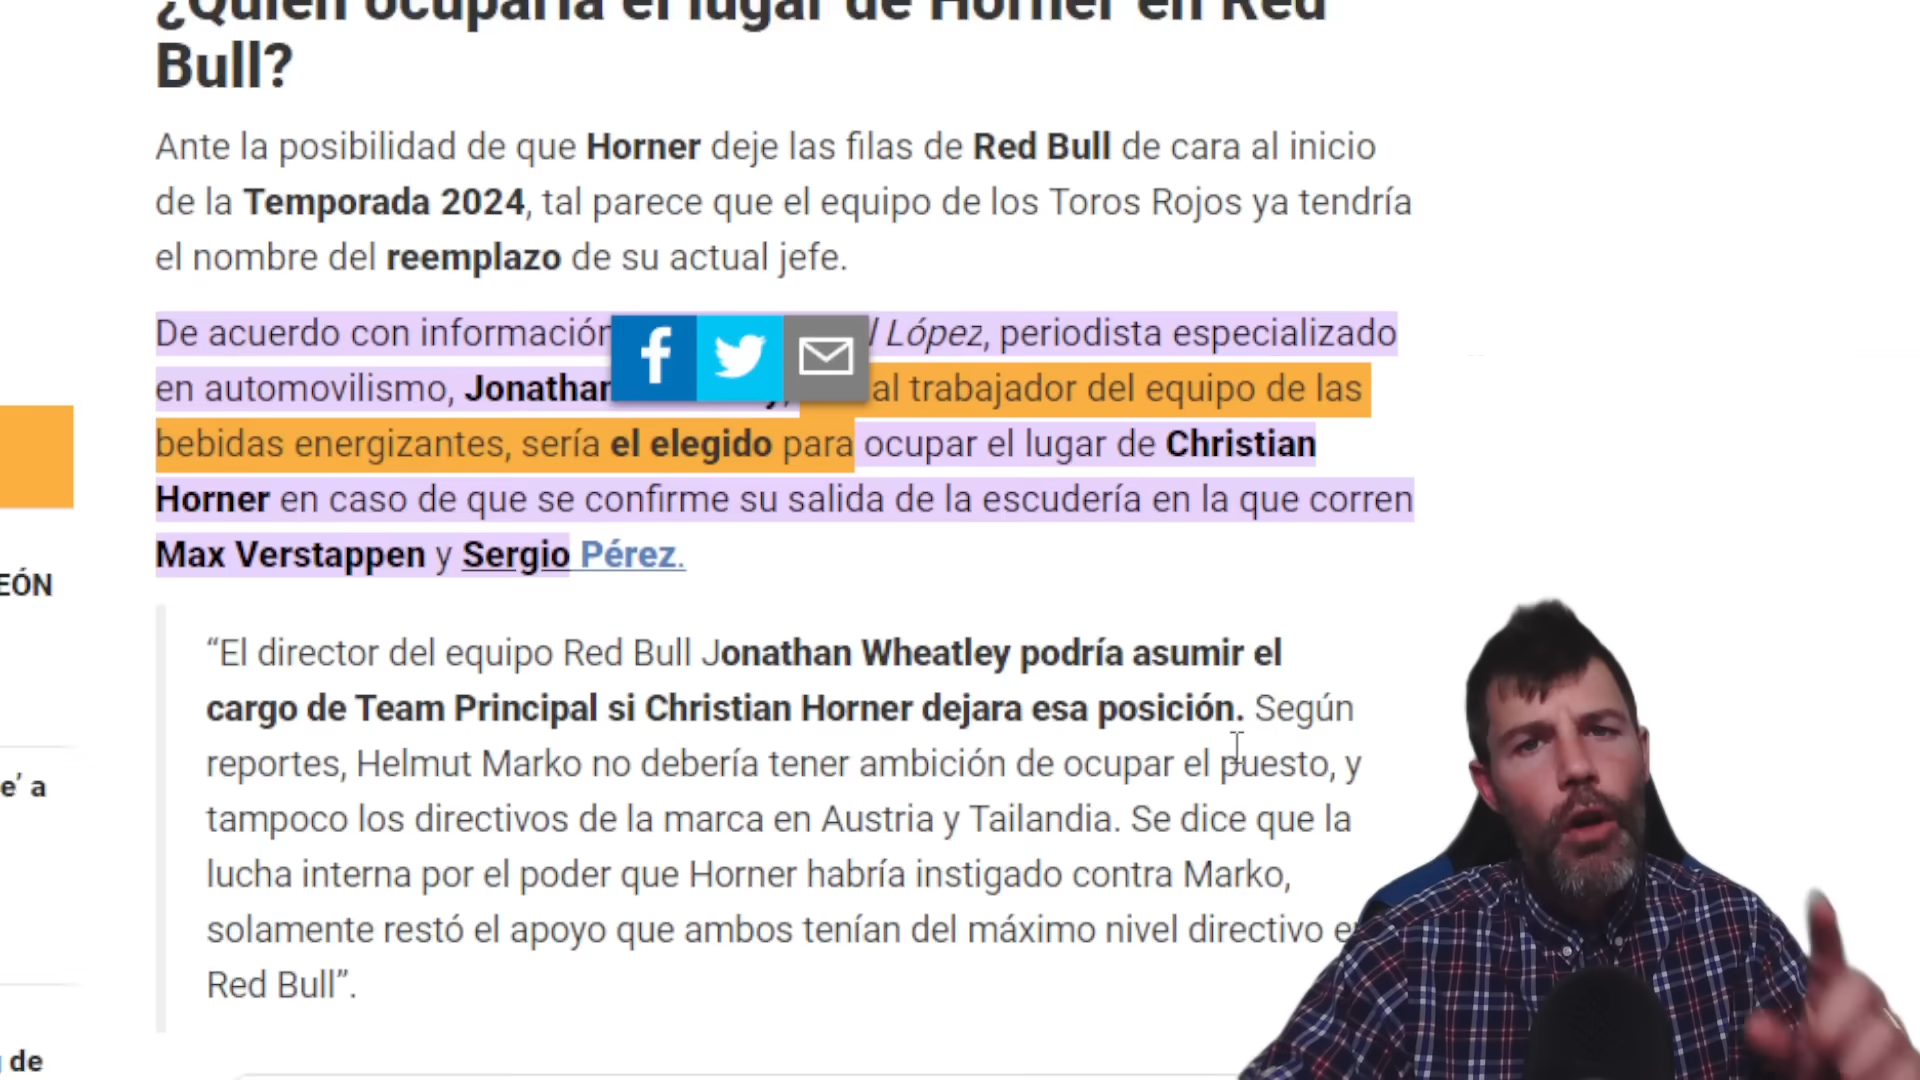 ¿Quién ocuparía el lugar de Horner en Red
Bull?
Ante la posibilidad de que Horner deje las filas de Red Bull de cara al inicio
de la Temporada 2024, tal parece que el equipo de los Toros Rojos ya tendría
el nombre del reemplazo de su actual jefe.
De acuerdo con información López, periodista especializado
en automovilismo, Jonathan al trabajador del equipo de las
bebidas energizantes, sería el elegido para ocupar el lugar de Christian
Horner en caso de que se confirme su salida de la escudería en la que corren
Max Verstappen y Sergio Pérez.
“El director del equipo Red Bull Jonathan Wheatley podría asumir el
cargo de Team Principal si Christian Horner dejara esa posición. Según
reportes, Helmut Marko no debería tener ambición de ocupar el puesto, y
tampoco los directivos de la marca en Austria y Tailandia. Se dice que la
lucha interna por el poder que Horner habría instigado contra Marko,
solamente restó el apoyo que ambos tenían del máximo nivel directivo e
Red Bull”.
EÓN
e’ a
de